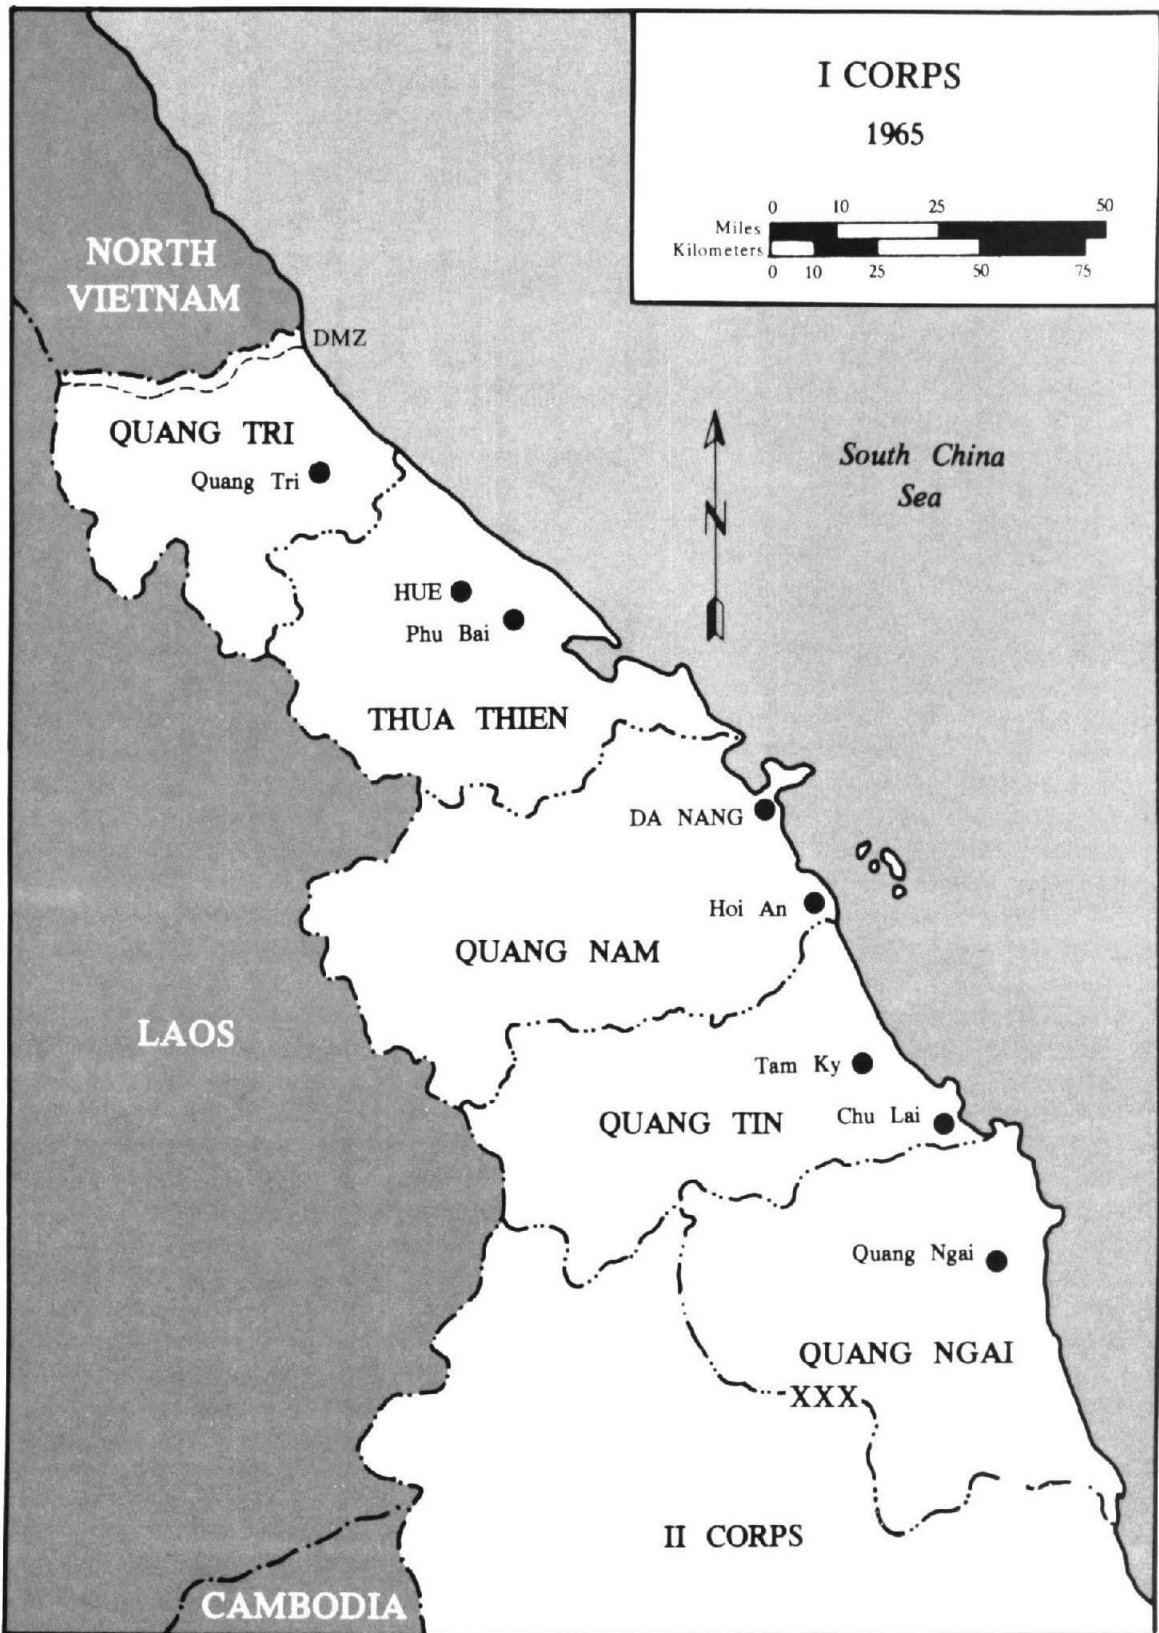 I CORPS
1965
0 10 25 50
Miles
Kilometers
0 10 25 50 75
NORTH
VIETNAM
DMZ
QUANG TRI
Quang Tri
South China
Sea
N
HUE
Phu Bai
THUA THIEN
DA NANG
Hoi An
QUANG NAM
LAOS
Tam Ky
QUANG TIN
Chu Lai
Quang Ngai
QUANG NGAI
XXX
II CORPS
CAMBODIA